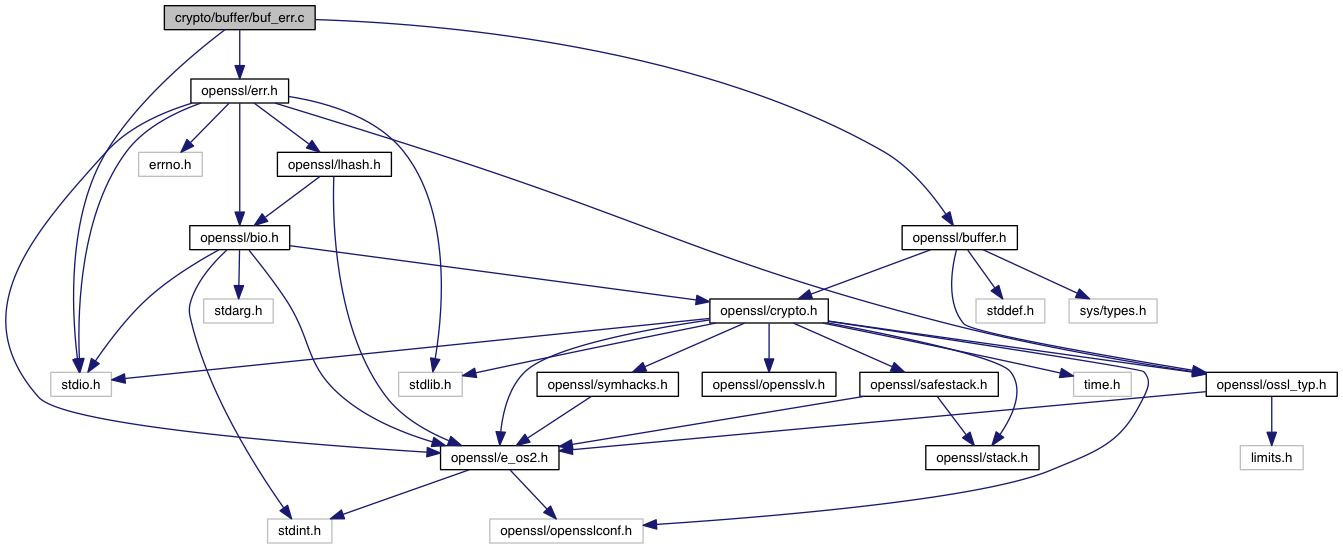 crypto/buffer/buf_err.c
openssl/err.h
errno.h
openssl/lhash.h
openssl/bio.h
openssl/buffer.h
stdarg.h
openssl/crypto.h
stddef.h
sys/types.h
stdio.h
stdlib.h
openssl/symhacks.h
openssl/opensslv.h
openssl/safestack.h
time.h
openssl/ossl_typ.h
openssl/e_os2.h
openssl/stack.h
limits.h
stdint.h
openssl/opensslconf.h